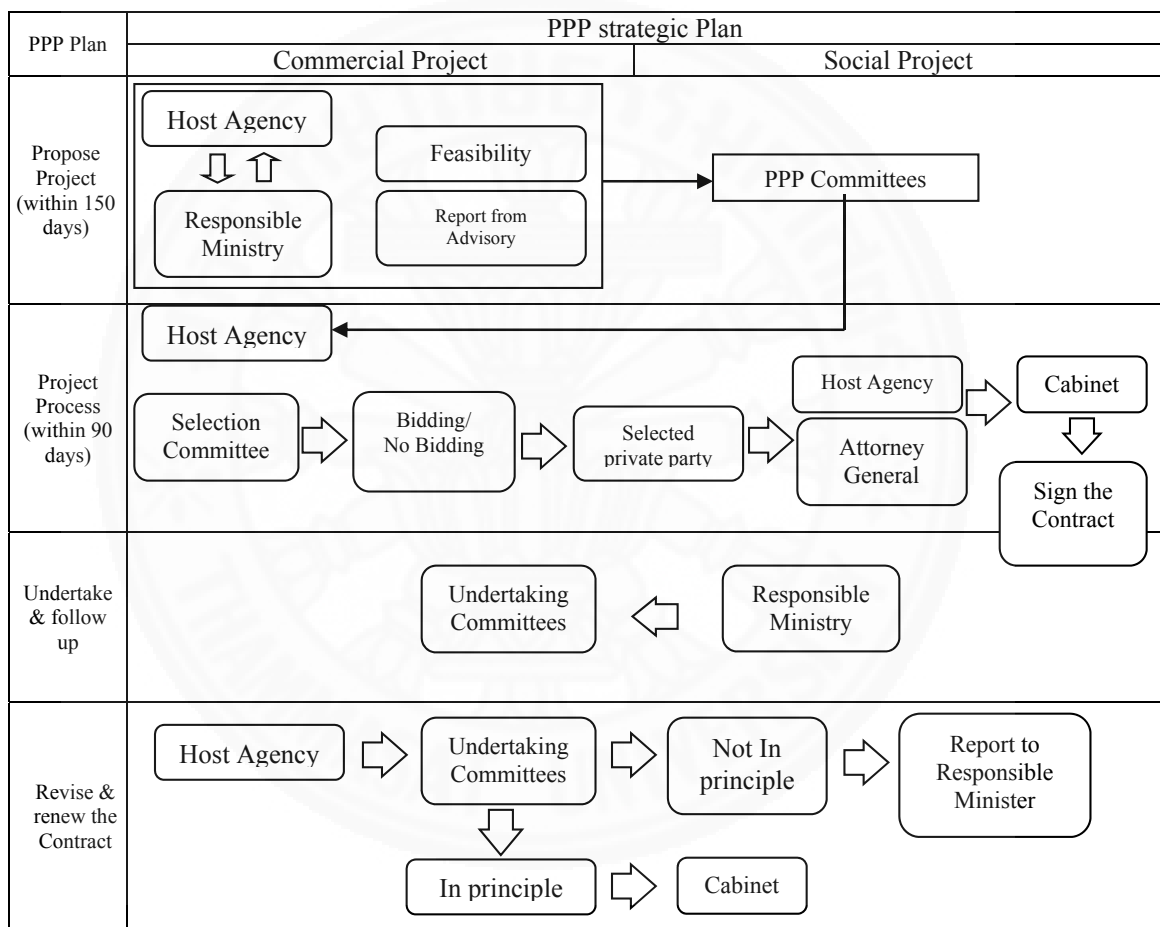 PPP Plan
PPP strategic Plan
Commercial Project
Social Project
Propose
Project
(within 150
days)
Host Agency
Responsible
Ministry
Feasibility
Report from
Advisory
PPP Committees
Project
Process
(within 90
days)
Host Agency
Selection
Committee
Bidding/
No Bidding
Selected
private party
Host Agency
Attorney
General
Cabinet
Sign the
Contract
Undertake
& follow
up
Undertaking
Committees
Responsible
Ministry
Revise &
renew the
Contract
Host Agency
Undertaking
Committees
Not In
principle
Report to
Responsible
Minister
In principle
Cabinet